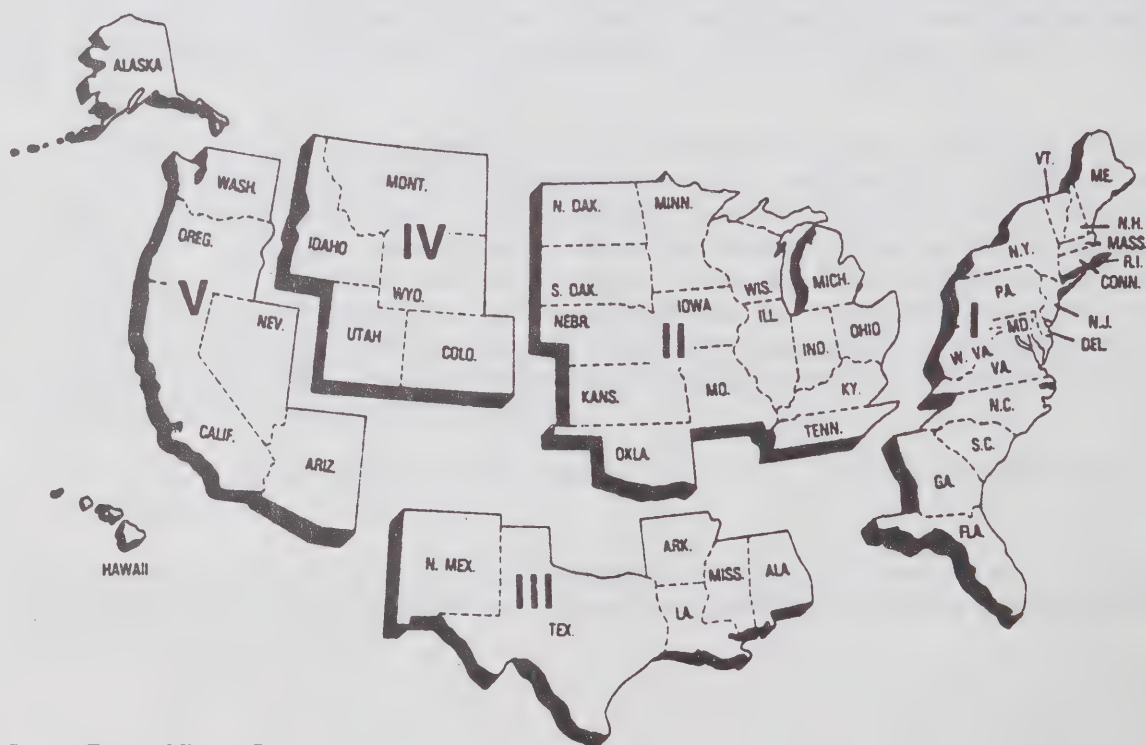 ALASKA
WASH.
OREG.
V
NEV.
CALIF.
ARIZ.
HAWAII
MONT.
IDAHO
IV
WYO.
UTAH
COLO.
N. DAK.
MINN.
S. DAK.
WIS.
MICH.
NEBR.
IOWA
II
ILL.
IND.
OHIO
KANS.
MO.
KY.
TENN.
OKLA.
N. MEX.
III
TEX.
ARK.
LA.
MISS.
ALA.
VT.
ME.
N.H.
MASS.
R.I.
CONN.
N.Y.
PA.
I
N.J.
MD.
DEL.
W. VA.
VA.
N.C.
S.C.
GA.
FLA.